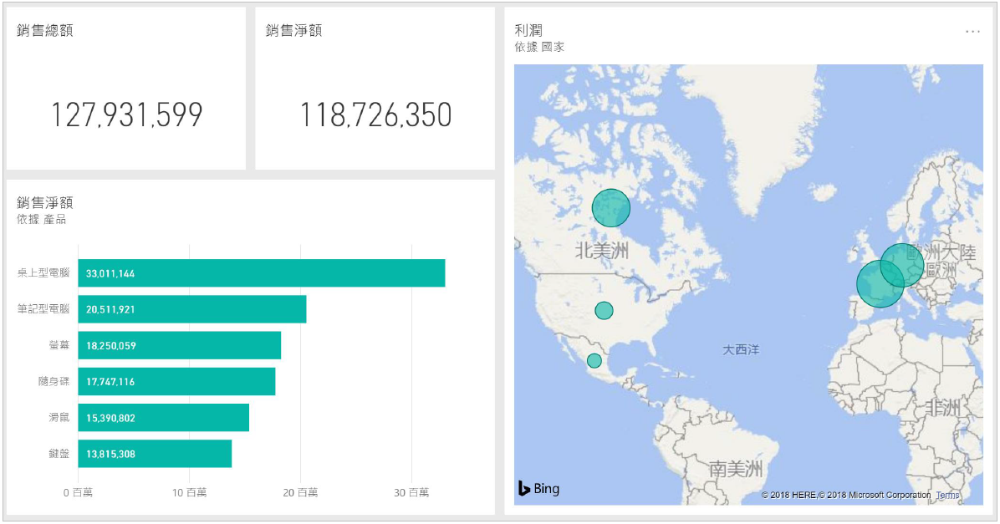 銷售總額
127,931,599
銷售淨額
118,726,350
銷售淨額
依據 產品
桌上型電腦
33,011,144
筆記型電腦
20,511,921
螢幕
18,250,059
隨身碟
17,747,116
滑鼠
15,390,802
鍵盤
13,815,308
0 百萬
10 百萬
20 百萬
30 百萬
利潤
依據 國家
...
北美洲
歐洲大陸
歐洲
大西洋
非洲
南美洲
Bing
© 2018 HERE,© 2018 Microsoft Corporation Terms